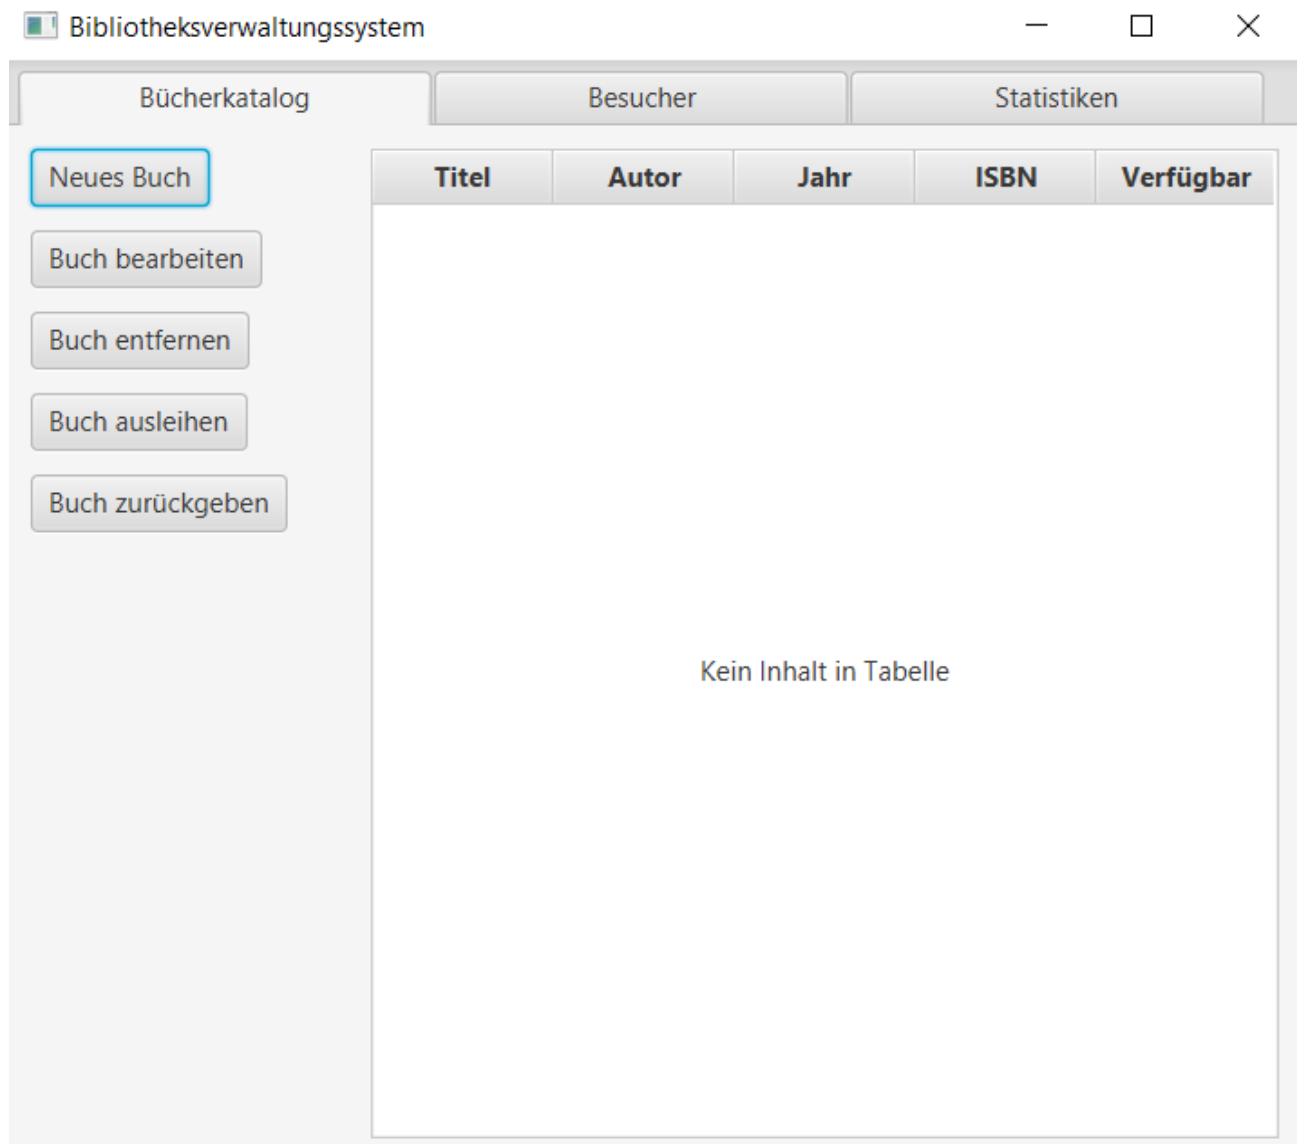 Bibliotheksverwaltungssystem
Bücherkatalog Besucher Statistiken
Neues Buch
Buch bearbeiten
Buch entfernen
Buch ausleihen
Buch zurückgeben
Titel Autor Jahr ISBN Verfügbar
Kein Inhalt in Tabelle